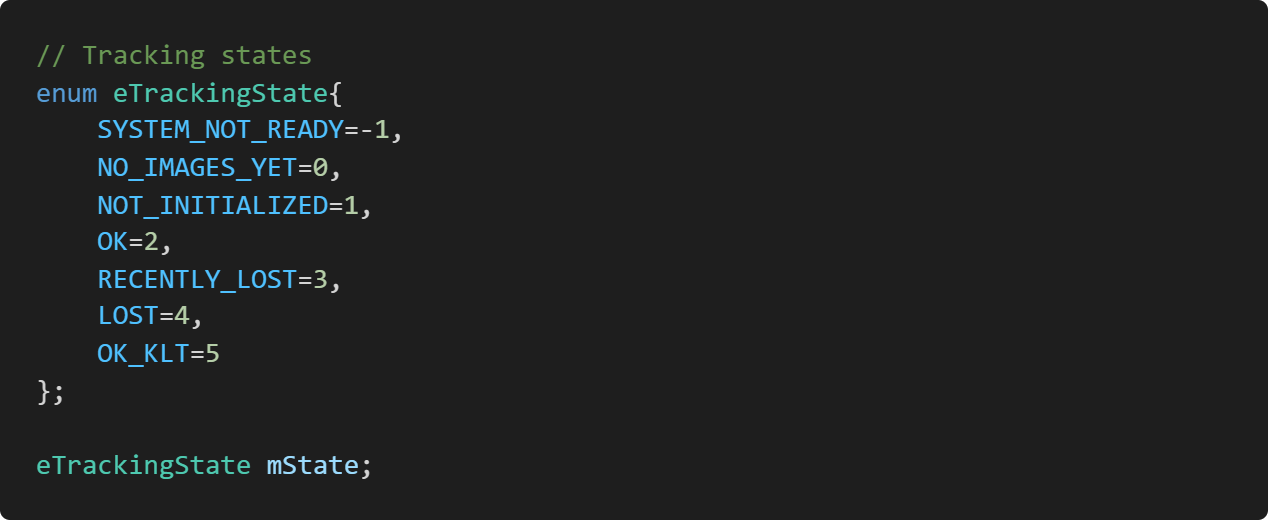 // Tracking states
enum eTrackingState{
    SYSTEM_NOT_READY=-1,
    NO_IMAGES_YET=0,
    NOT_INITIALIZED=1,
    OK=2,
    RECENTLY_LOST=3,
    LOST=4,
    OK_KLT=5
};

eTrackingState mState;